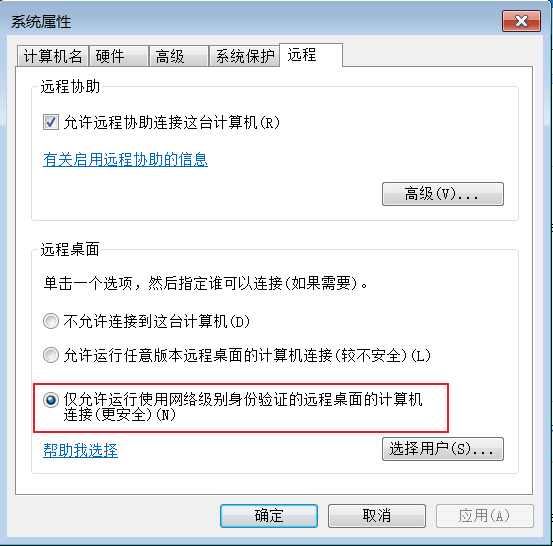 系统属性
计算机名 硬件 高级 系统保护 远程
远程协助
允许远程协助连接这台计算机(R)
有关启用远程协助的信息
高级(V)...
远程桌面
单击一个选项，然后指定谁可以连接(如果需要)。
不允许连接到这台计算机(D)
允许运行任意版本远程桌面的计算机连接(较不安全)(L)
仅允许运行使用网络级别身份验证的远程桌面的计算机
连接(更安全)(N)
帮助我选择
选择用户(S)...
确定 取消 应用(A)